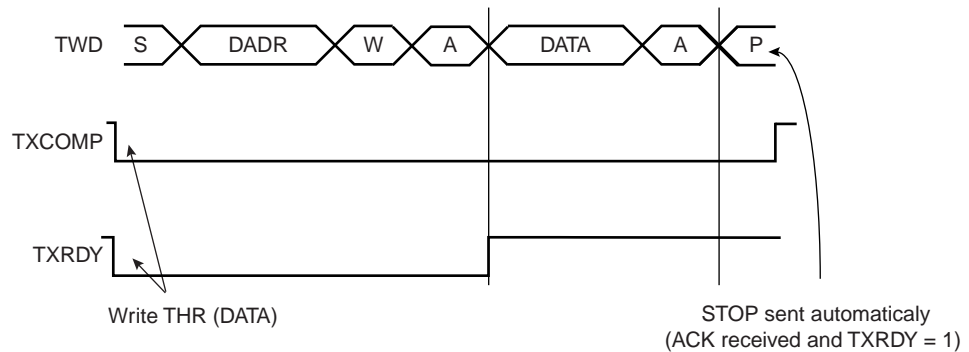 TWD S DADR W A DATA A P
TXCOMP
TXRDY
Write THR (DATA)
STOP sent automaticaly
(ACK received and TXRDY = 1)